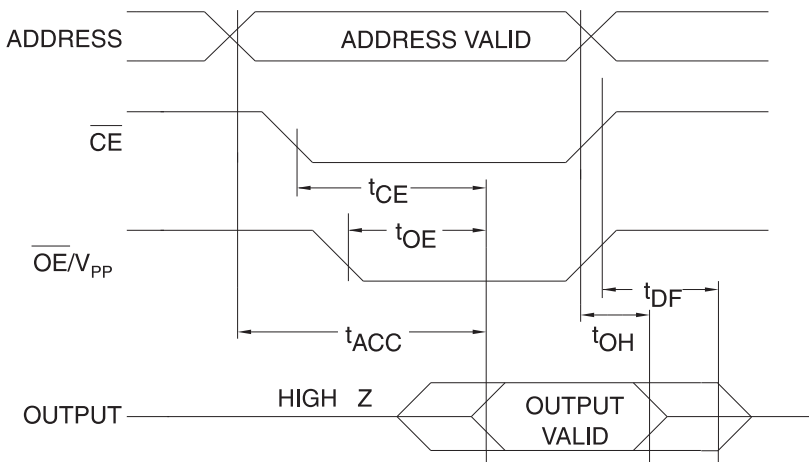 ADDRESS
ADDRESS VALID
CE
tCE
tOE
OE/VPP
tDF
tACC
tOH
HIGH Z
OUTPUT
OUTPUT
VALID